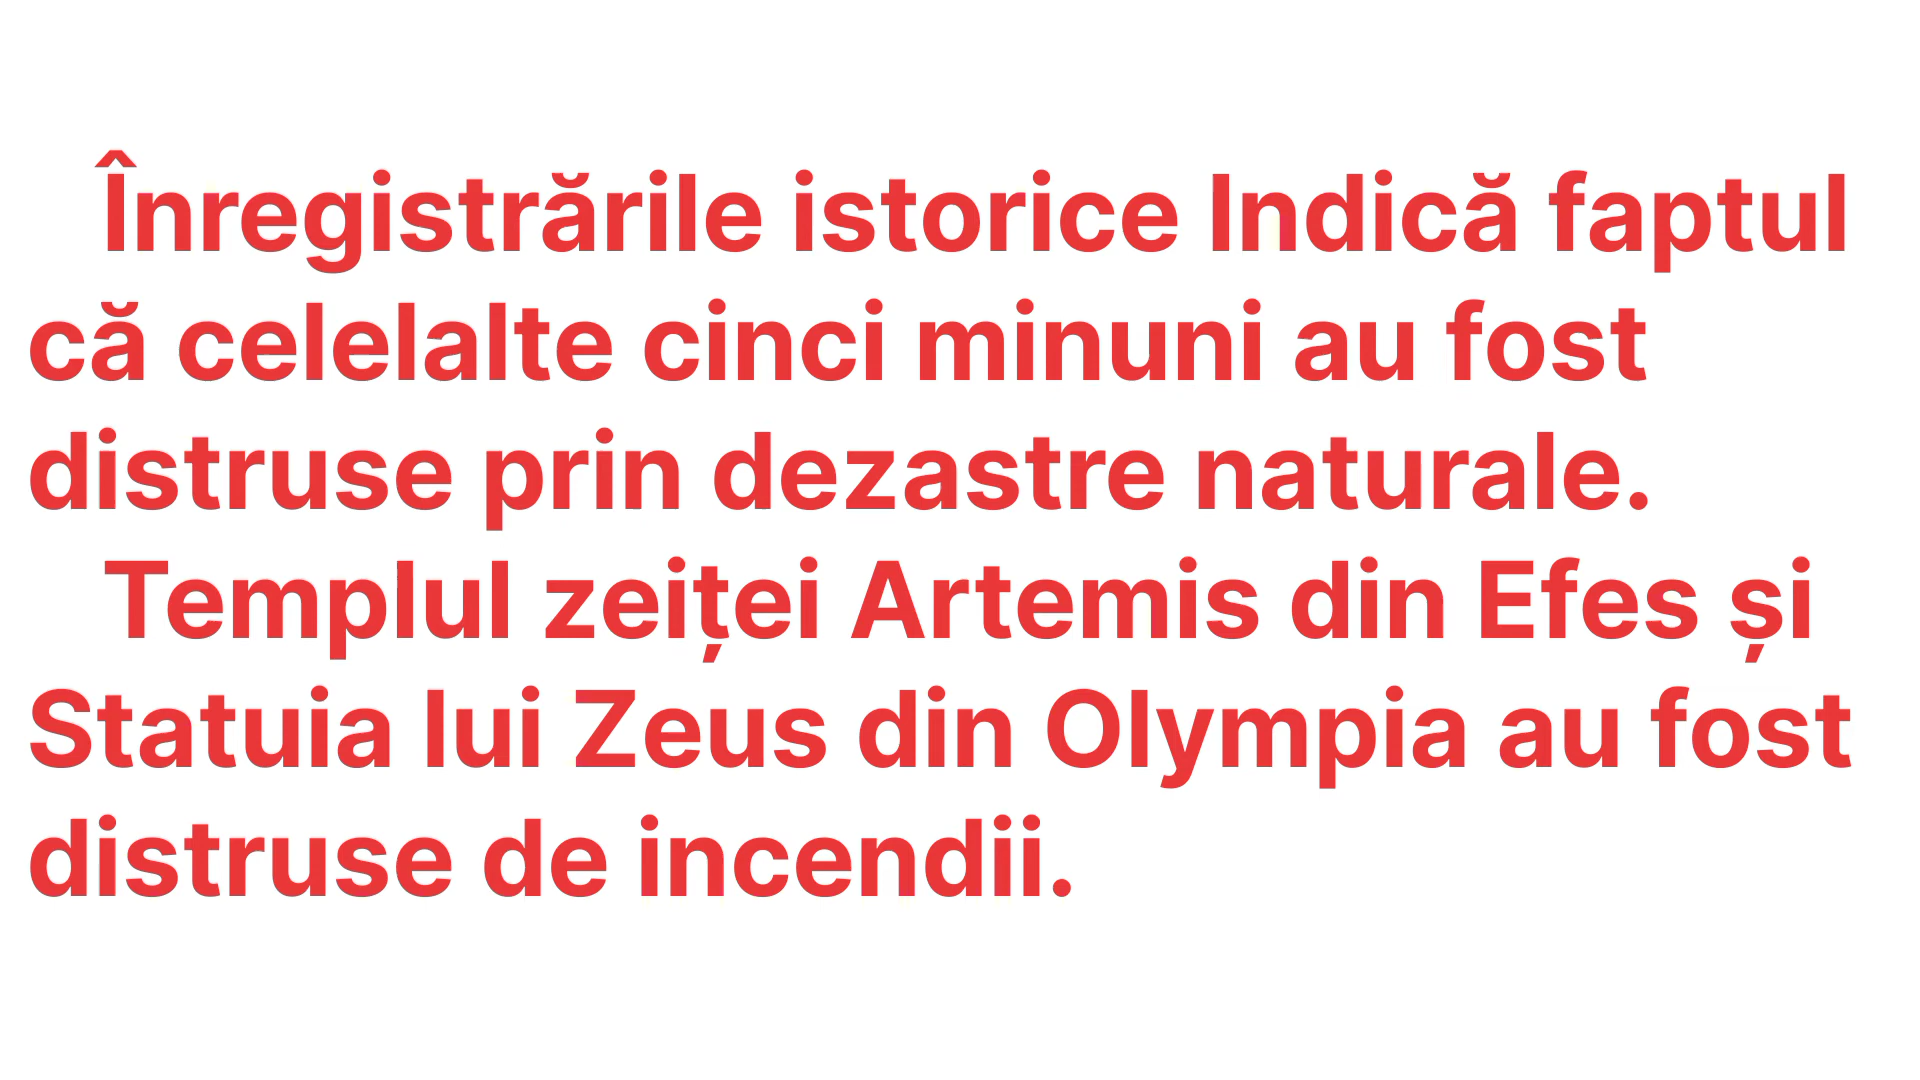 Înregistrările istorice Indică faptul
că celelalte cinci minuni au fost
distruse prin dezastre naturale.
Templul zeiței Artemis din Efes și
Statuia lui Zeus din Olympia au fost
distruse de incendii.